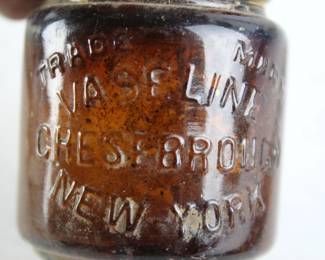 TRADE MARK
VASELINE
CHESEBROUGH
NEW YORK